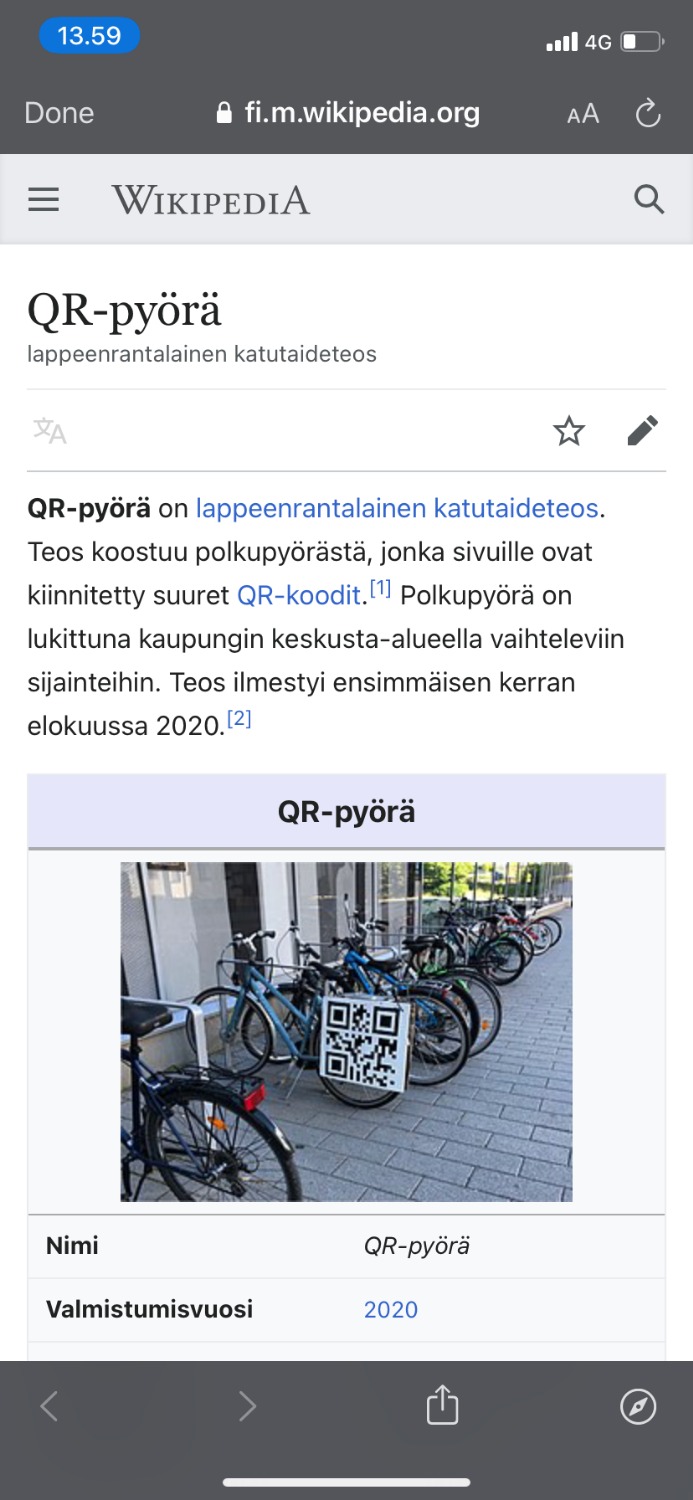 13.59
4G
Done
fi.m.wikipedia.org
AA
WIKIPEDIA
QR-pyörä
lappeenrantalainen katutaideteos
文A
QR-pyörä on lappeenrantalainen katutaideteos.
Teos koostuu polkupyörästä, jonka sivuille ovat
kiinnitetty suuret QR-koodit.[1] Polkupyörä on
lukittuna kaupungin keskusta-alueella vaihteleviin
sijainteihin. Teos ilmestyi ensimmäisen kerran
elokuussa 2020.[2]
QR-pyörä
Nimi QR-pyörä
Valmistumisvuosi 2020